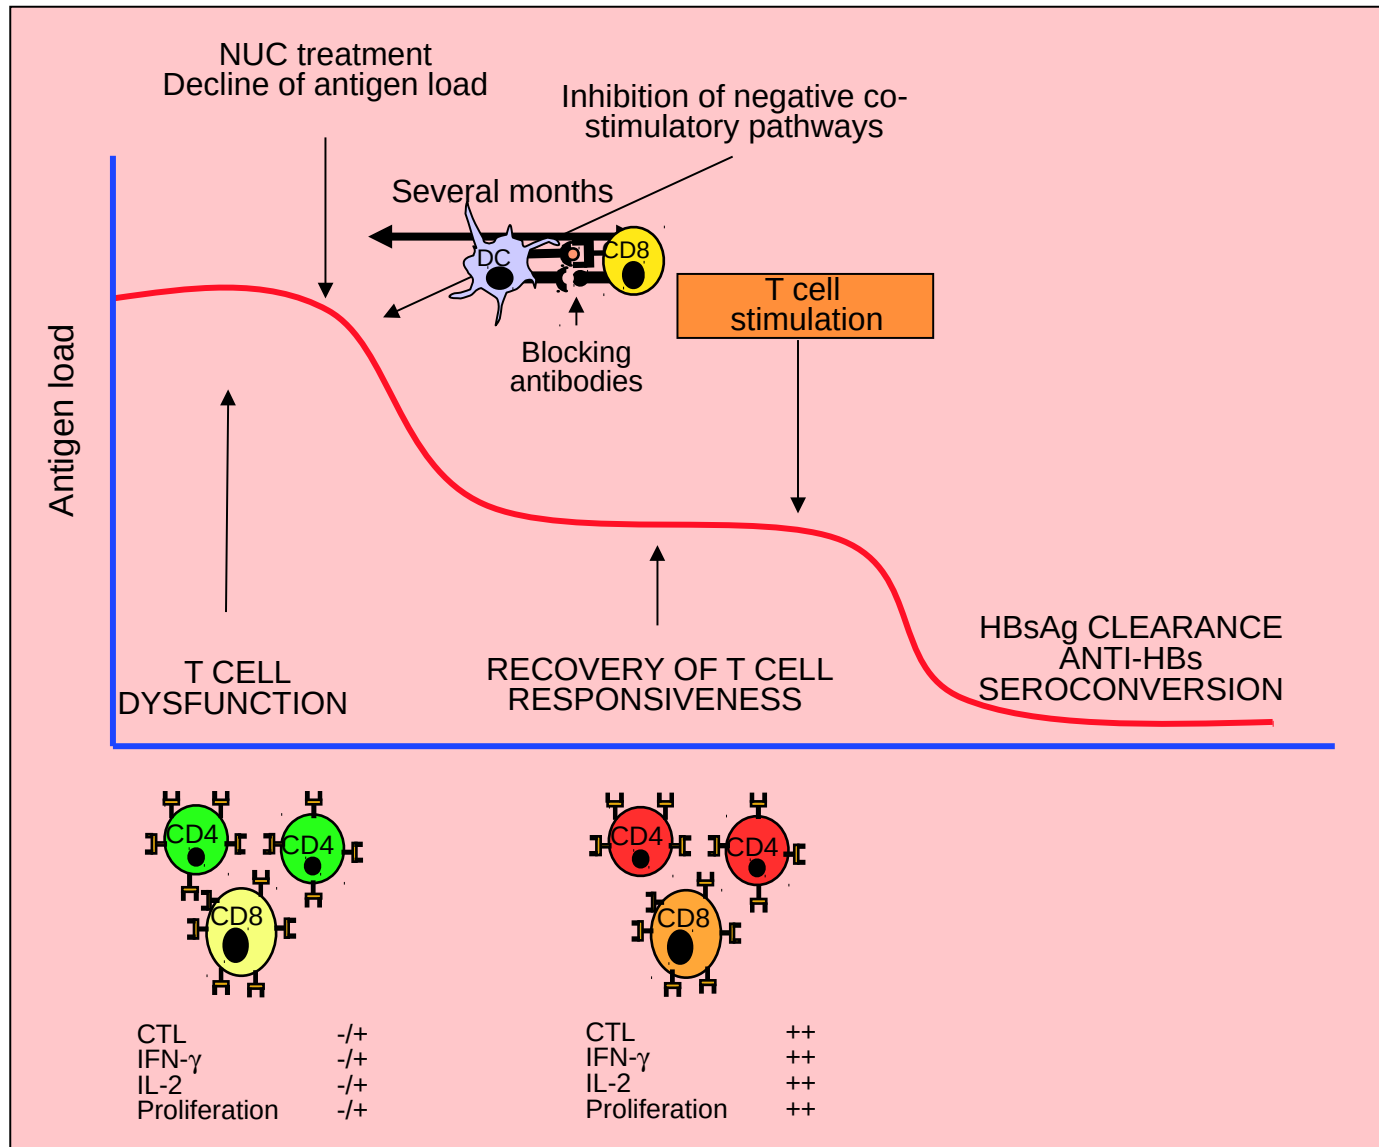 NUC treatment
Decline of antigen load
Inhibition of negative co-
stimulatory pathways
Several months
DC
CD8
T cell
stimulation
Blocking
antibodies
Antigen load
T CELL
DYSFUNCTION
RECOVERY OF T CELL
RESPONSIVENESS
HBsAg CLEARANCE
ANTI-HBs
SEROCONVERSION
CD4
CD4
CD8
CD4
CD4
CD8
CTL -/+
IFN-γ -/+
IL-2 -/+
Proliferation -/+
CTL ++
IFN-γ ++
IL-2 ++
Proliferation ++